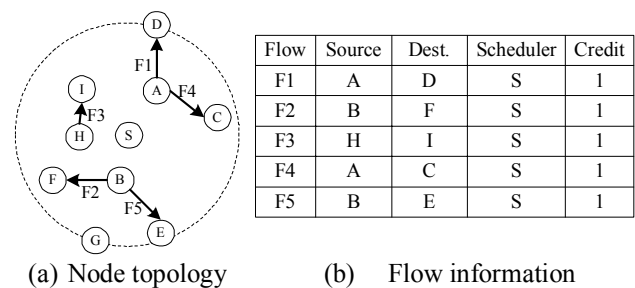 D
F1
A
F4
C
I
F3
H
S
F
F2
B
F5
E
G
(a) Node topology
Flow Source Dest. Scheduler Credit
F1 A D S 1
F2 B F S 1
F3 H I S 1
F4 A C S 1
F5 B E S 1
(b) Flow information